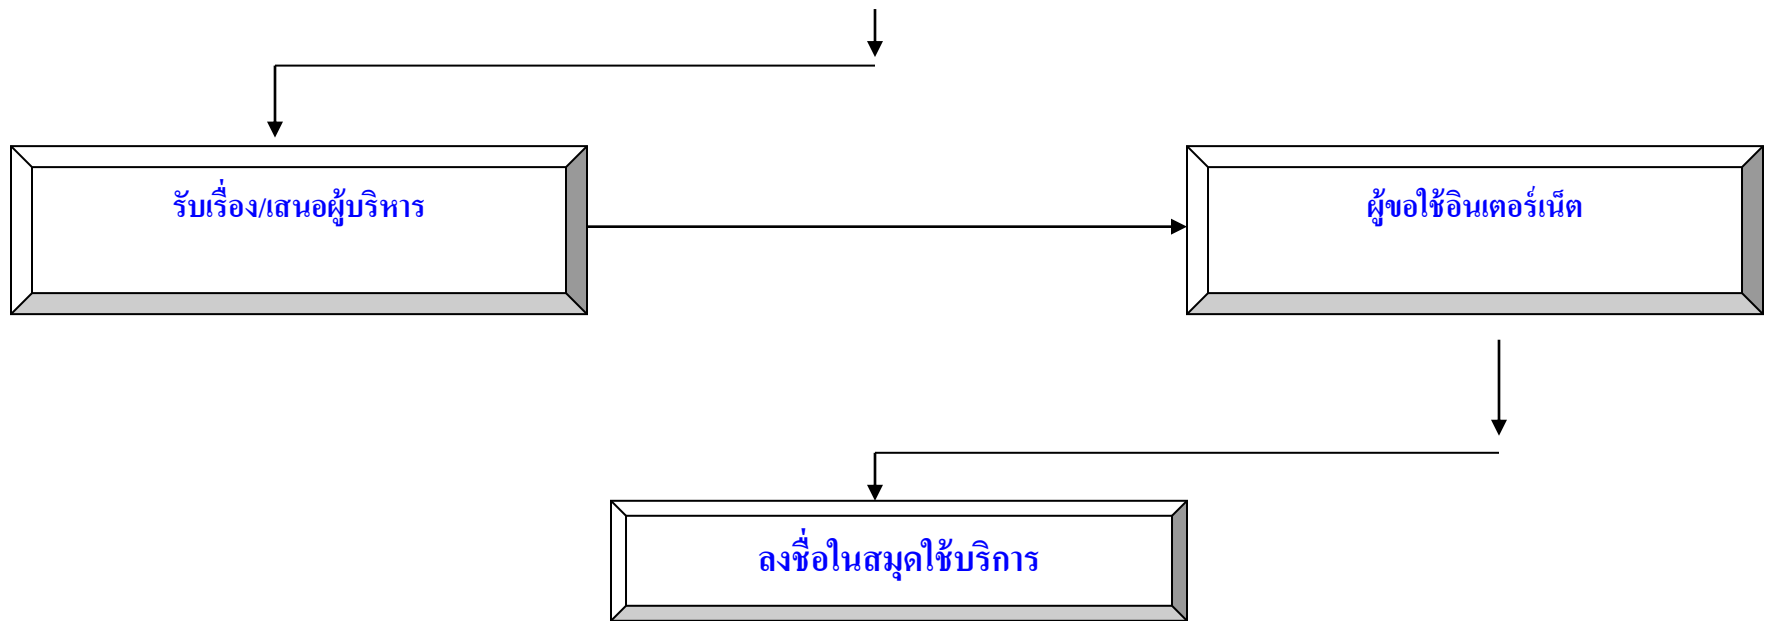 รับเรื่อง/เสนอผู้บริหาร
ผู้ขอใช้อินเตอร์เน็ต
ลงชื่อในสมุดใช้บริการ